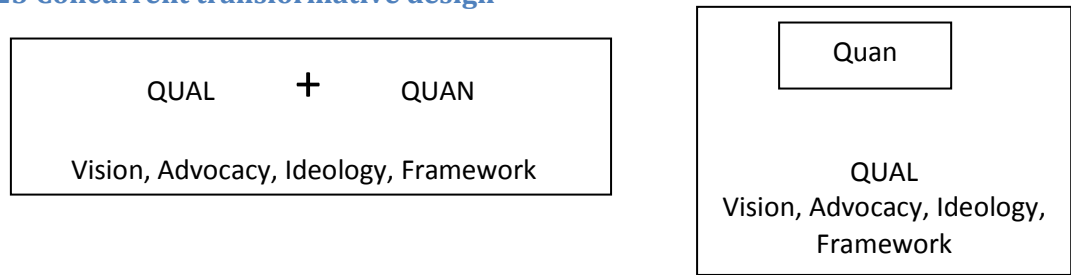 Concurrent transformative design
QUAL + QUAN
Vision, Advocacy, Ideology, Framework
Quan
QUAL
Vision, Advocacy, Ideology,
Framework